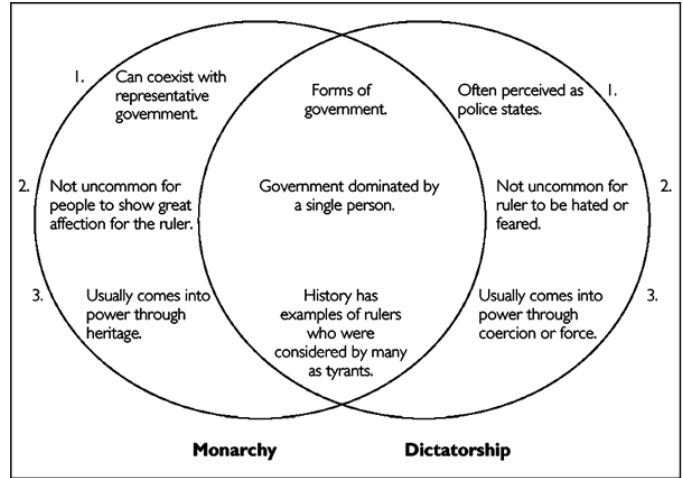 1. Can coexist with
representative
government.
2. Not uncommon for
people to show great
affection for the ruler.
3. Usually comes into
power through
heritage.
Forms of
government.
Government dominated by
a single person.
History has
examples of rulers
who were
considered by many
as tyrants.
Often perceived as 1.
police states.
Not uncommon for 2.
ruler to be hated or
feared.
Usually comes into 3.
power through
coercion or force.
Monarchy
Dictatorship